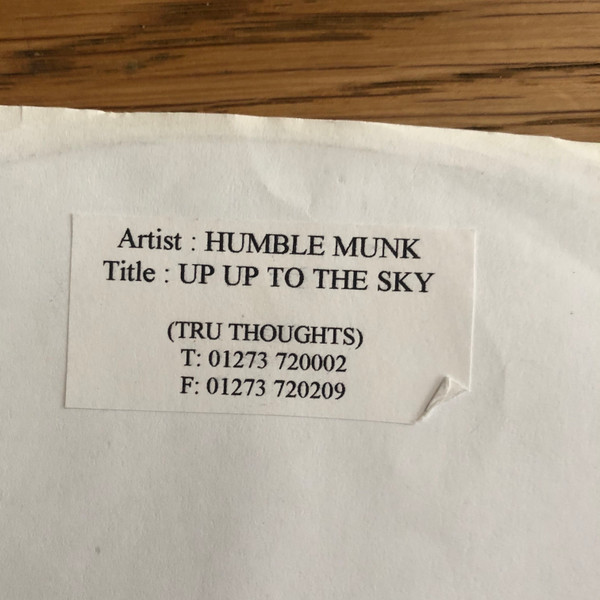 Artist : HUMBLE MUNK
Title : UP UP TO THE SKY
(TRU THOUGHTS)
T: 01273 720002
F: 01273 720209